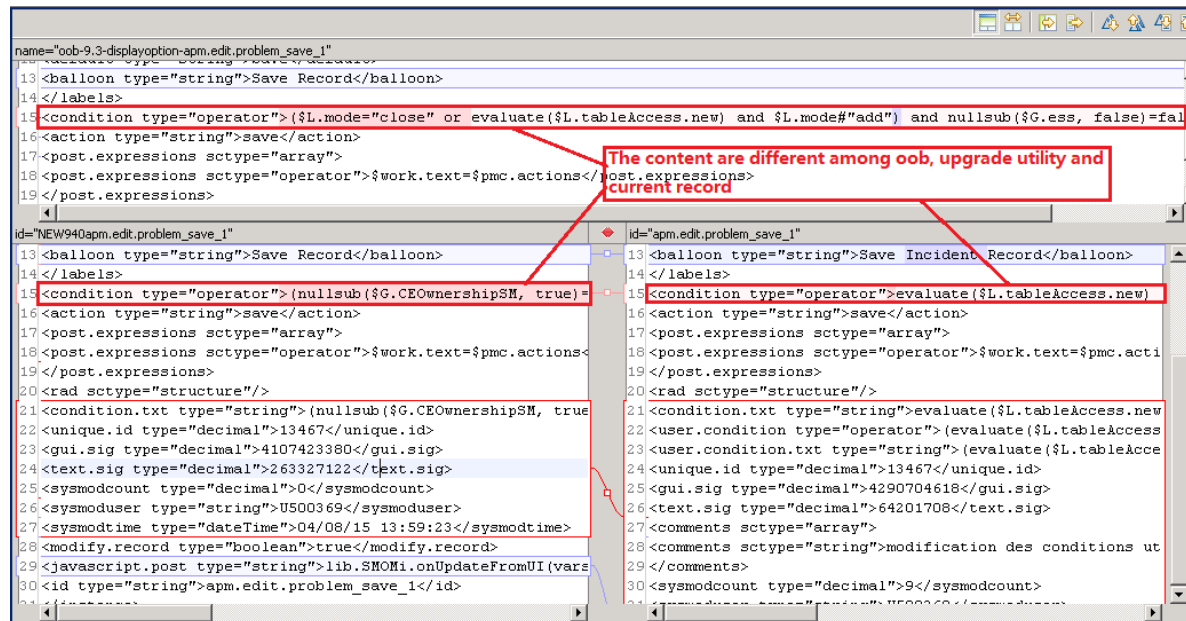 name="oob-9.3-displayoption-apm.edit.problem_save_1"
13 <balloon type="string">Save Record</balloon>
14 </labels>
15 <condition type="operator">($L.mode="close" or evaluate($L.tableAccess.new) and $L.mode#"add") and nullsub($G.ess, false)=fal
16 <action type="string">save</action>
17 <post.expressions sctype="array">
18 <post.expressions sctype="operator">$work.text=$pmc.actions</post.expressions>
19 </post.expressions>
The content are different among oob, upgrade utility and
current record
id="NEW940apm.edit.problem_save_1"
13 <balloon type="string">Save Record</balloon>
14 </labels>
15 <condition type="operator">(nullsub($G.CEOwnershipSM, true)=
16 <action type="string">save</action>
17 <post.expressions sctype="array">
18 <post.expressions sctype="operator">$work.text=$pmc.actions<
19 </post.expressions>
20 <rad sctype="structure"/>
21 <condition.txt type="string">(nullsub($G.CEOwnershipSM, true
22 <unique.id type="decimal">13467</unique.id>
23 <gui.sig type="decimal">4107423380</gui.sig>
24 <text.sig type="decimal">263327122</text.sig>
25 <sysmodcount type="decimal">0</sysmodcount>
26 <sysmoduser type="string">U500369</sysmoduser>
27 <sysmodtime type="dateTime">04/08/15 13:59:23</sysmodtime>
28 <modify.record type="boolean">true</modify.record>
29 <javascript.post type="string">lib.SMOMi.onUpdateFromUI(vars
30 <id type="string">apm.edit.problem_save_1</id>
id="apm.edit.problem_save_1"
13 <balloon type="string">Save Incident Record</balloon>
14 </labels>
15 <condition type="operator">evaluate($L.tableAccess.new)
16 <action type="string">save</action>
17 <post.expressions sctype="array">
18 <post.expressions sctype="operator">$work.text=$pmc.acti
19 </post.expressions>
20 <rad sctype="structure"/>
21 <condition.txt type="string">evaluate($L.tableAccess.new
22 <user.condition type="operator">(evaluate($L.tableAccess
23 <user.condition.txt type="string">(evaluate($L.tableAcce
24 <unique.id type="decimal">13467</unique.id>
25 <gui.sig type="decimal">4290704618</gui.sig>
26 <text.sig type="decimal">64201708</text.sig>
27 <comments sctype="array">
28 <comments sctype="string">modification des conditions ut
29 </comments>
30 <sysmodcount type="decimal">9</sysmodcount>